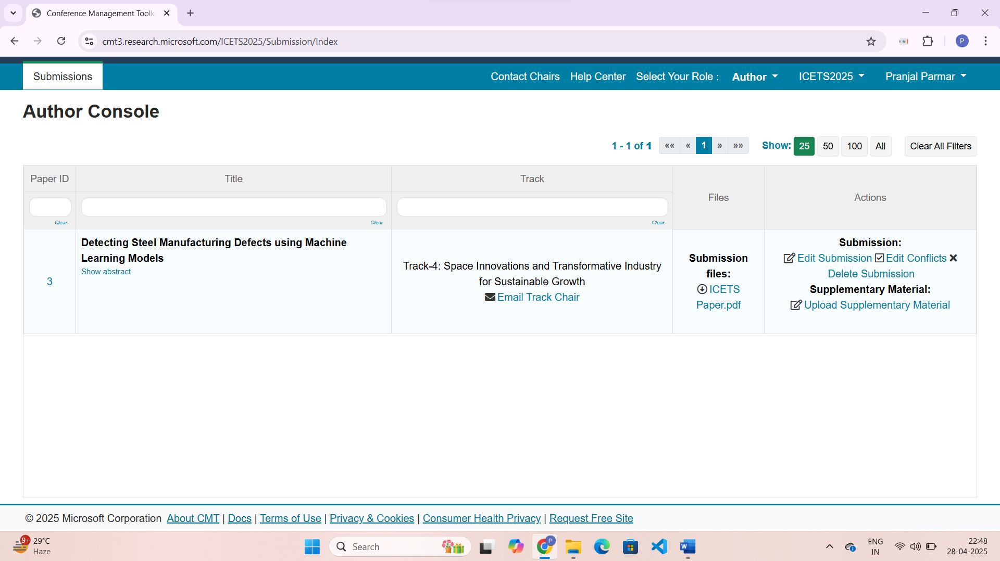 Conference Management Toolk
cmt3.research.microsoft.com/ICETS2025/Submission/Index
P
Submissions
Contact Chairs Help Center Select Your Role : Author ICETS2025 Pranjal Parmar
Author Console
1 - 1 of 1 «« « 1 » »» Show: 25 50 100 All Clear All Filters
Paper ID Title Track Files Actions
Clear Clear Clear
3
Detecting Steel Manufacturing Defects using Machine
Learning Models
Show abstract
Track-4: Space Innovations and Transformative Industry
for Sustainable Growth
Email Track Chair
Submission
files:
ICETS
Paper.pdf
Submission:
Edit Submission Edit Conflicts
Delete Submission
Supplementary Material:
Upload Supplementary Material
© 2025 Microsoft Corporation About CMT | Docs | Terms of Use | Privacy & Cookies | Consumer Health Privacy | Request Free Site
9+
29°C
Haze
Search
P
W
ENG
IN
22:48
28-04-2025